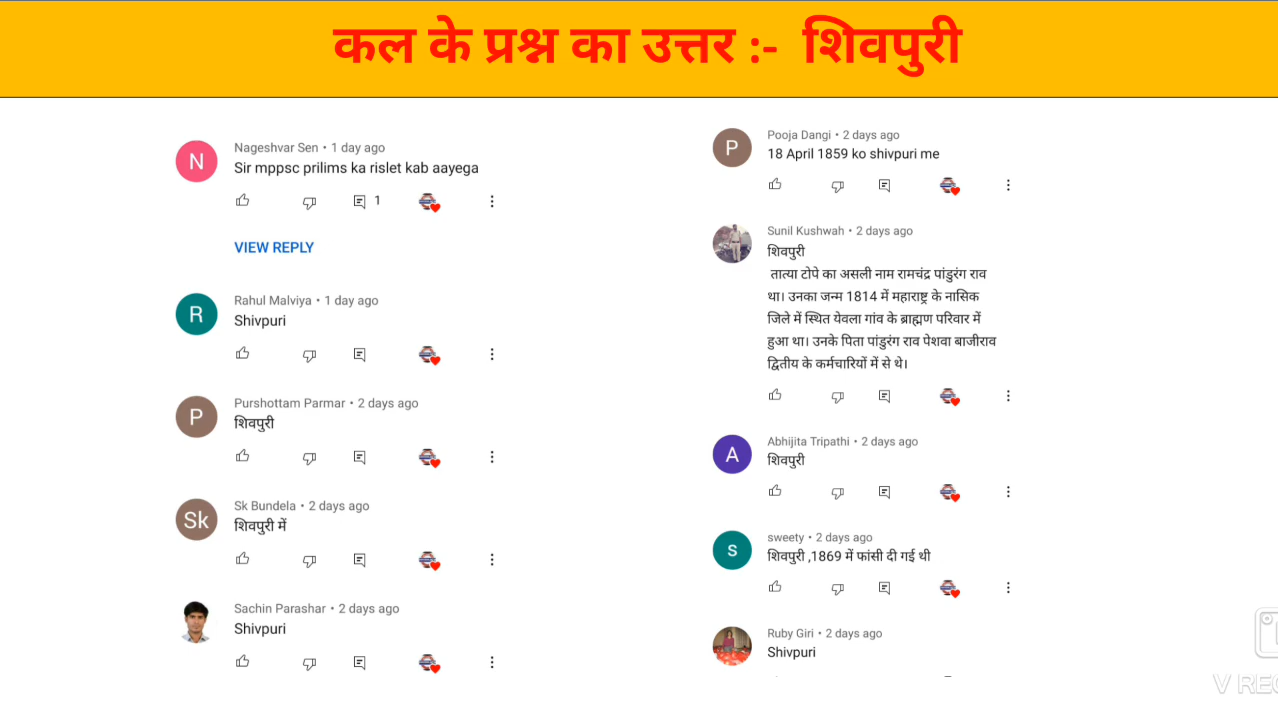 कल के प्रश्न का उत्तर :- शिवपुरी
N
Nageshvar Sen • 1 day ago
Sir mppsc prilims ka rislet kab aayega
1
VIEW REPLY
R
Rahul Malviya • 1 day ago
Shivpuri
P
Purshottam Parmar • 2 days ago
शिवपुरी
Sk
Sk Bundela • 2 days ago
शिवपुरी में
Sachin Parashar • 2 days ago
Shivpuri
P
Pooja Dangi • 2 days ago
18 April 1859 ko shivpuri me
Sunil Kushwah • 2 days ago
शिवपुरी
तात्या टोपे का असली नाम रामचंद्र पांडुरंग राव
था। उनका जन्म 1814 में महाराष्ट्र के नासिक
जिले में स्थित येवला गांव के ब्राह्मण परिवार में
हुआ था। उनके पिता पांडुरंग राव पेशवा बाजीराव
द्वितीय के कर्मचारियों में से थे।
A
Abhijita Tripathi • 2 days ago
शिवपुरी
s
sweety • 2 days ago
शिवपुरी ,1869 में फांसी दी गई थी
Ruby Giri • 2 days ago
Shivpuri
V REC